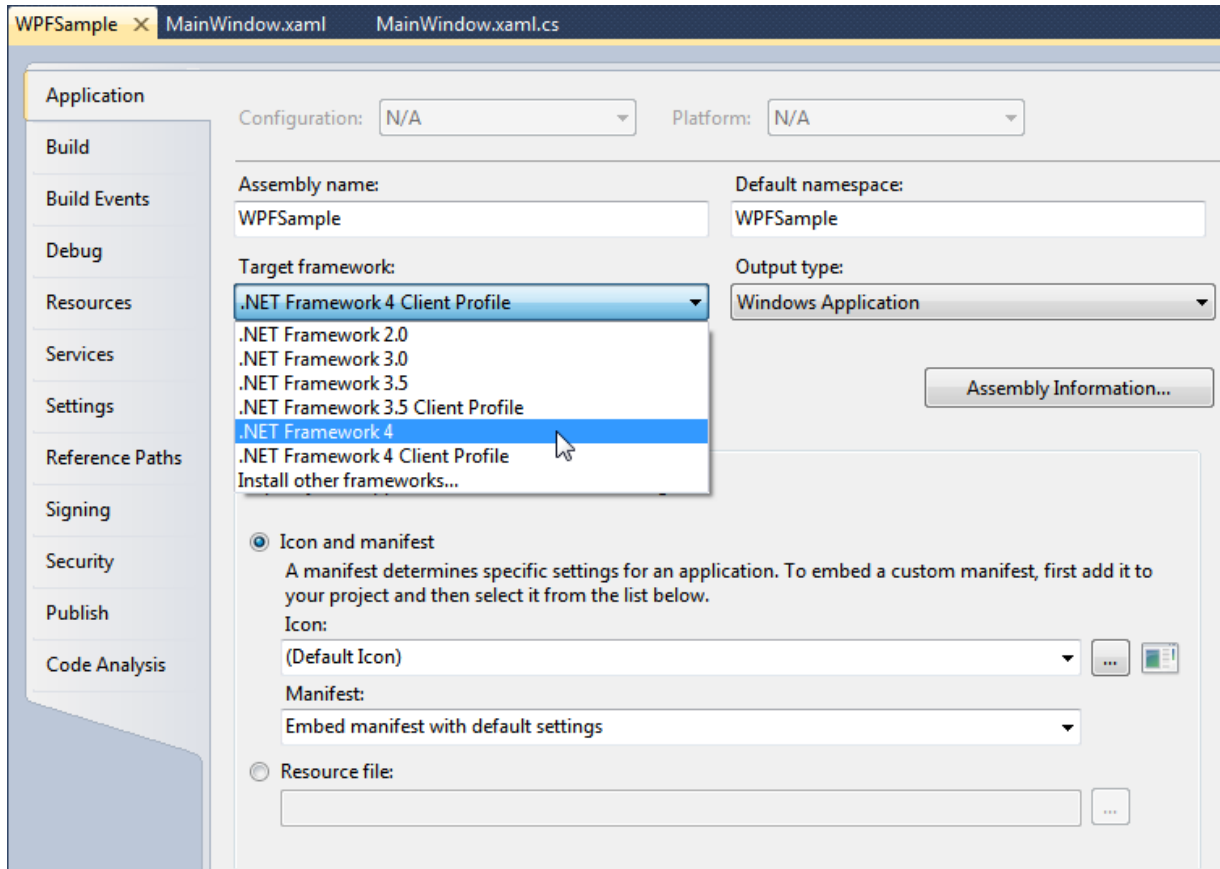 WPFSample
MainWindow.xaml
MainWindow.xaml.cs
Application
Build
Build Events
Debug
Resources
Services
Settings
Reference Paths
Signing
Security
Publish
Code Analysis
Configuration: N/A Platform: N/A
Assembly name: Default namespace:
WPFSample WPFSample
Target framework: Output type:
.NET Framework 4 Client Profile Windows Application
.NET Framework 2.0
.NET Framework 3.0
.NET Framework 3.5
.NET Framework 3.5 Client Profile
.NET Framework 4
.NET Framework 4 Client Profile
Install other frameworks...
Assembly Information...
Icon and manifest
A manifest determines specific settings for an application. To embed a custom manifest, first add it to
your project and then select it from the list below.
Icon:
(Default Icon) ...
Manifest:
Embed manifest with default settings
Resource file:
...